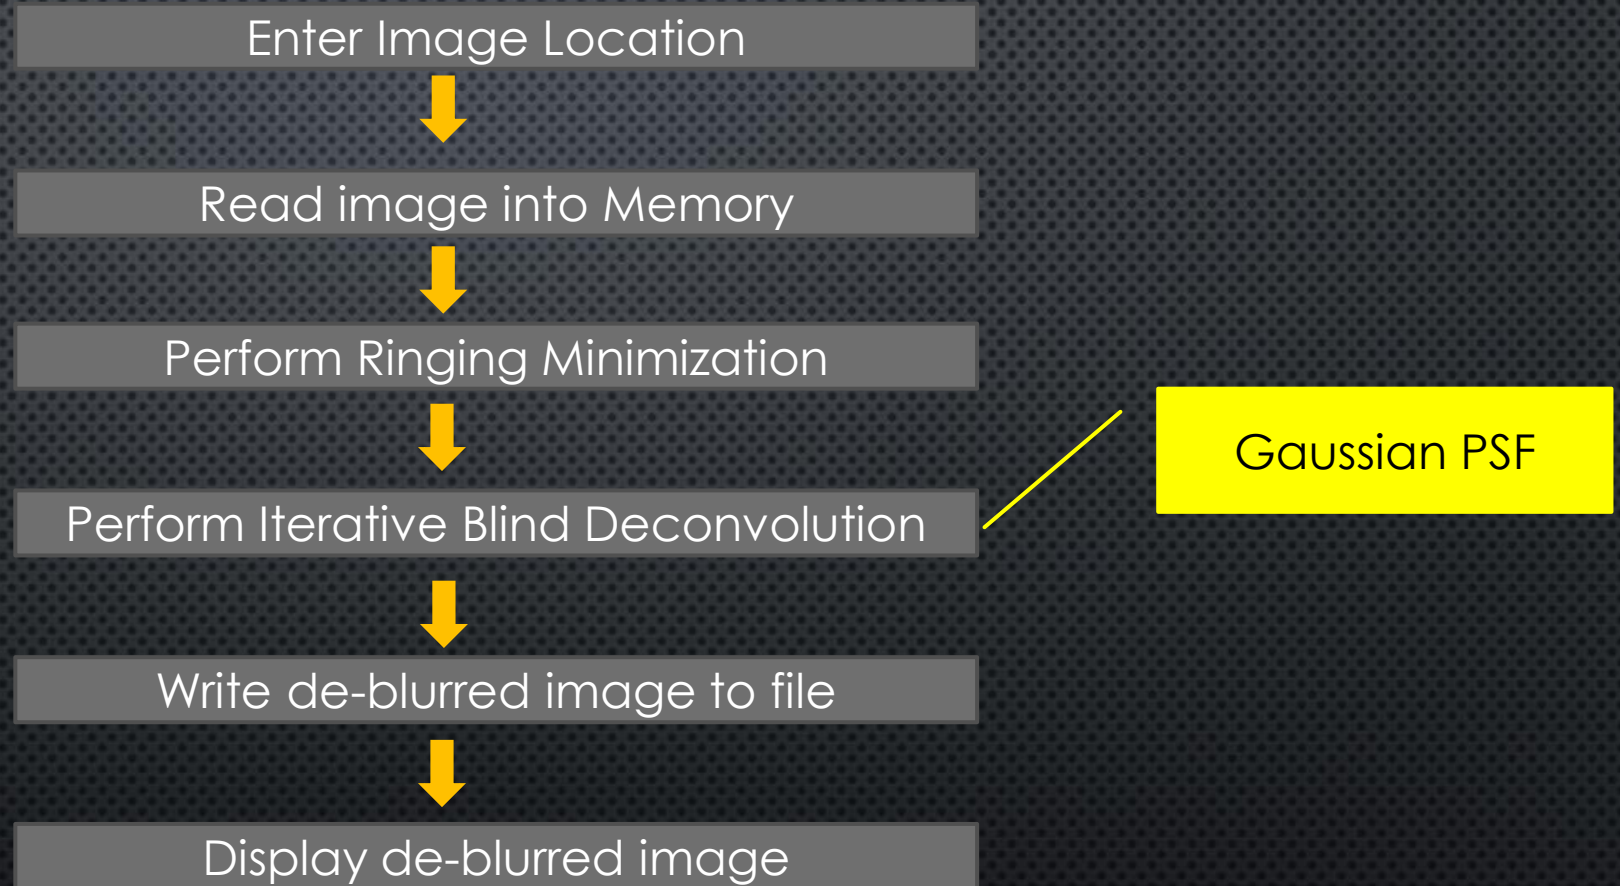 Enter Image Location
Read image into Memory
Perform Ringing Minimization
Gaussian PSF
Perform Iterative Blind Deconvolution
Write de-blurred image to file
Display de-blurred image